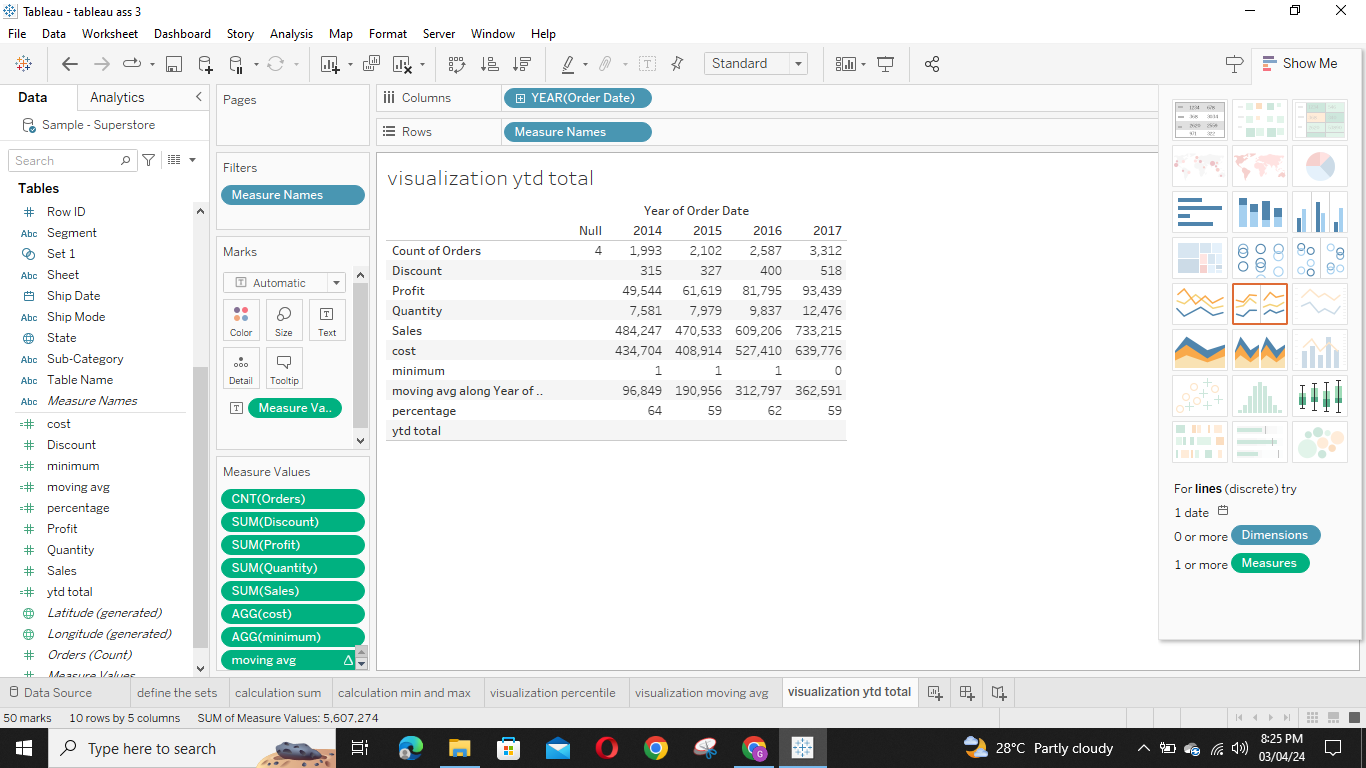 Tableau - tableau ass 3
File Data Worksheet Dashboard Story Analysis Map Format Server Window Help
Standard
Show Me
Data Analytics
Sample - Superstore
Search
Tables
Row ID
Abc Segment
Set 1
Abc Sheet
Ship Date
Abc Ship Mode
State
Abc Sub-Category
Abc Table Name
Abc Measure Names
cost
Discount
minimum
moving avg
percentage
Profit
Quantity
Sales
ytd total
Latitude (generated)
Longitude (generated)
Orders (Count)
Measure Values
Pages
Filters
Measure Names
Marks
Automatic
Color Size Text
Detail Tooltip
Measure Va..
Measure Values
CNT(Orders)
SUM(Discount)
SUM(Profit)
SUM(Quantity)
SUM(Sales)
AGG(cost)
AGG(minimum)
moving avg Δ
Columns YEAR(Order Date)
Rows Measure Names
visualization ytd total
Year of Order Date
Null 2014 2015 2016 2017
Count of Orders 4 1,993 2,102 2,587 3,312
Discount 315 327 400 518
Profit 49,544 61,619 81,795 93,439
Quantity 7,581 7,979 9,837 12,476
Sales 484,247 470,533 609,206 733,215
cost 434,704 408,914 527,410 639,776
minimum 1 1 1 0
moving avg along Year of .. 96,849 190,956 312,797 362,591
percentage 64 59 62 59
ytd total
For lines (discrete) try
1 date
0 or more Dimensions
1 or more Measures
Data Source define the sets calculation sum calculation min and max visualization percentile visualization moving avg visualization ytd total
50 marks 10 rows by 5 columns SUM of Measure Values: 5,607,274
Type here to search
G
28°C Partly cloudy
8:25 PM
03/04/24